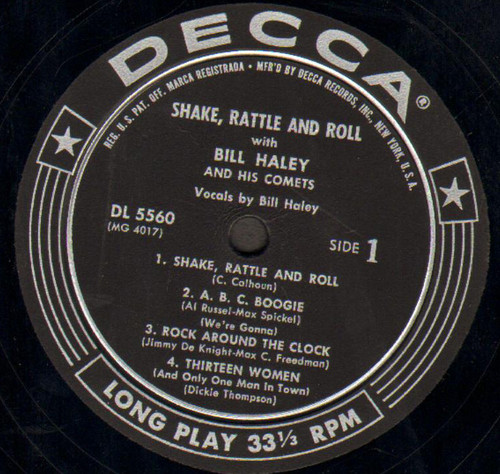 DECCA®
REG. U.S. PAT. OFF. MARCA REGISTRADA • MFR'D BY DECCA RECORDS, INC., NEW YORK, U.S.A.
SHAKE, RATTLE AND ROLL
with
BILL HALEY
AND HIS COMETS
Vocals by Bill Haley
DL 5560
(MG 4017)
SIDE 1
1. SHAKE, RATTLE AND ROLL
(C. Calhoun)
2. A. B. C. BOOGIE
(Al Russel-Max Spickel)
(We're Gonna)
3. ROCK AROUND THE CLOCK
(Jimmy De Knight-Max C. Freedman)
4. THIRTEEN WOMEN
(And Only One Man In Town)
(Dickie Thompson)
LONG PLAY 33⅓ RPM